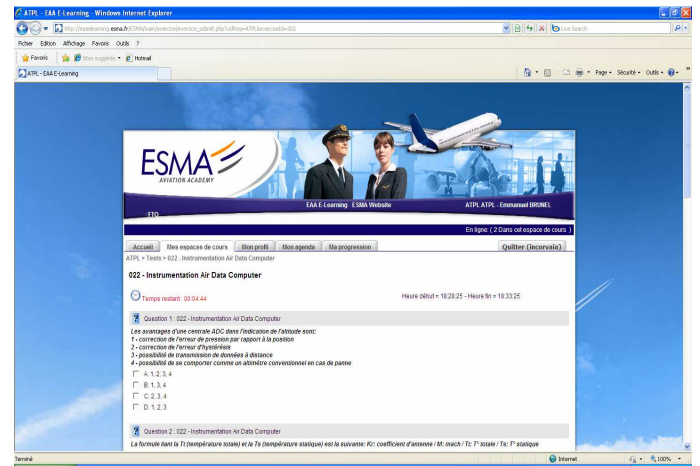 ATPL - EAA E-Learning - Windows Internet Explorer
Live Search
Fichier Edition Affichage Favoris Outils ?
Favoris Sites suggérés Hotmail
ATPL - EAA E-Learning
Page Sécurité Outils
ESMA
AVIATION ACADEMY
EAA E-Learning ESMA Website ATPL ATPL - Emmanuel BRUNEL
FTO
En ligne: ( 2 Dans cet espace de cours )
Accueil Mes espaces de cours Mon profil Mon agenda Ma progression Quitter (incorvaia)
ATPL > Tests > 022 - Instrumentation Air Data Computer
022 - Instrumentation Air Data Computer
Temps restant : 00:04:44 Heure début = 18:28:25 - Heure fin = 18:33:25
Question 1 : 022 - Instrumentation Air Data Computer
Les avantages d'une centrale ADC dans l'indication de l'altitude sont:
1 - correction de l'erreur de pression par rapport à la position
2 - correction de l'erreur d'hystérésis
3 - possibilité de transmission de données à distance
4 - possibilité de se comporter comme un altimètre conventionnel en cas de panne
A. 1, 2, 3, 4
B. 1, 3, 4
C. 2, 3, 4
D. 1, 2, 3
Question 2 : 022 - Instrumentation Air Data Computer
La formule liant la Tt (température totale) et la Ts (température statique) est la suivante: Kr: coefficient d'antenne / M: mach / Tt: T° totale / Ts: T° statique
Terminé Internet 100%